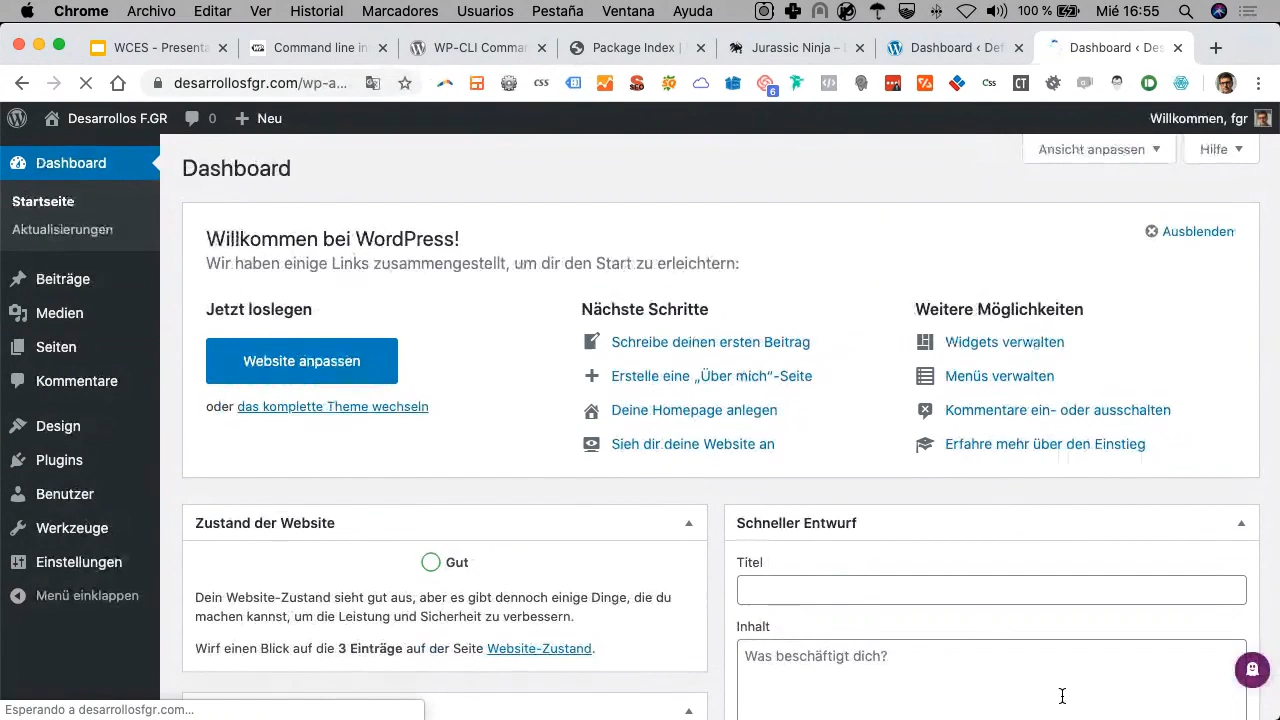 Chrome Archivo Editar Ver Historial Marcadores Usuarios Pestaña Ventana Ayuda 100 % Mié 16:55
WCES - Presenta Command line in WP-CLI Comman Package Index | Jurassic Ninja – Dashboard ‹ Def Dashboard ‹ Des
desarrollosfgr.com/wp-a...
SEO css 6 Css CT
Desarrollos F.GR 0 Neu Willkommen, fgr
Dashboard
Startseite
Aktualisierungen
Beiträge
Medien
Seiten
Kommentare
Design
Plugins
Benutzer
Werkzeuge
Einstellungen
Menü einklappen
Ansicht anpassen Hilfe
Dashboard
Willkommen bei WordPress!
Wir haben einige Links zusammengestellt, um dir den Start zu erleichtern:
Ausblenden
Jetzt loslegen
Website anpassen
oder das komplette Theme wechseln
Nächste Schritte
Schreibe deinen ersten Beitrag
Erstelle eine „Über mich“-Seite
Deine Homepage anlegen
Sieh dir deine Website an
Weitere Möglichkeiten
Widgets verwalten
Menüs verwalten
Kommentare ein- oder ausschalten
Erfahre mehr über den Einstieg
Zustand der Website
Gut
Dein Website-Zustand sieht gut aus, aber es gibt dennoch einige Dinge, die du
machen kannst, um die Leistung und Sicherheit zu verbessern.
Wirf einen Blick auf die 3 Einträge auf der Seite Website-Zustand.
Schneller Entwurf
Titel
Inhalt
Was beschäftigt dich?
Esperando a desarrollosfgr.com...